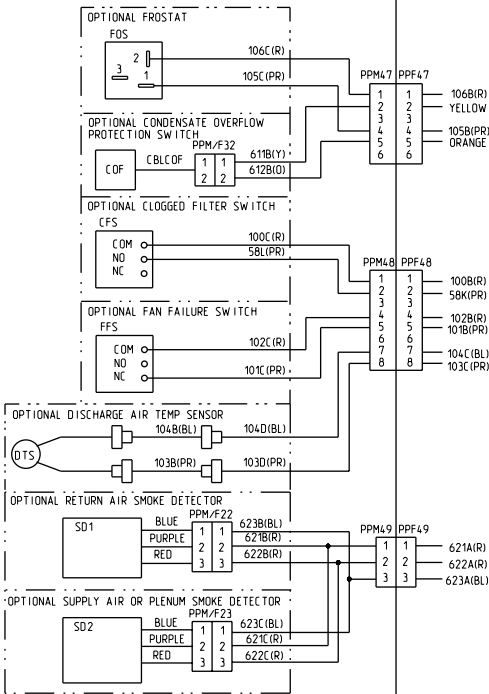 OPTIONAL FROSTAT
FOS
2
3
1
106C(R)
105C(PR)
PPM47 PPF47
1 1
2 2
3 3
4 4
5 5
6 6
106B(R)
YELLOW
105B(PR)
ORANGE
OPTIONAL CONDENSATE OVERFLOW
PROTECTION SWITCH
PPM/F32
COF
CBLCOF
1 1
2 2
611B(Y)
612B(O)
OPTIONAL CLOGGED FILTER SWITCH
CFS
COM
NO
NC
100C(R)
58L(PR)
PPM48 PPF48
1 1
2 2
3 3
4 4
5 5
6 6
7 7
8 8
100B(R)
58K(PR)
102B(R)
101B(PR)
104C(BL)
103C(PR)
OPTIONAL FAN FAILURE SWITCH
FFS
COM
NO
NC
102C(R)
101C(PR)
OPTIONAL DISCHARGE AIR TEMP SENSOR
DTS
104B(BL)
104D(BL)
103B(PR)
103D(PR)
OPTIONAL RETURN AIR SMOKE DETECTOR
SD1
BLUE
PURPLE
RED
PPM/F22
1 1
2 2
3 3
623B(BL)
621B(R)
622B(R)
PPM49 PPF49
1 1
2 2
3 3
621A(R)
622A(R)
623A(BL)
OPTIONAL SUPPLY AIR OR PLENUM SMOKE DETECTOR
SD2
BLUE
PURPLE
RED
PPM/F23
1 1
2 2
3 3
623C(BL)
621C(R)
622C(R)